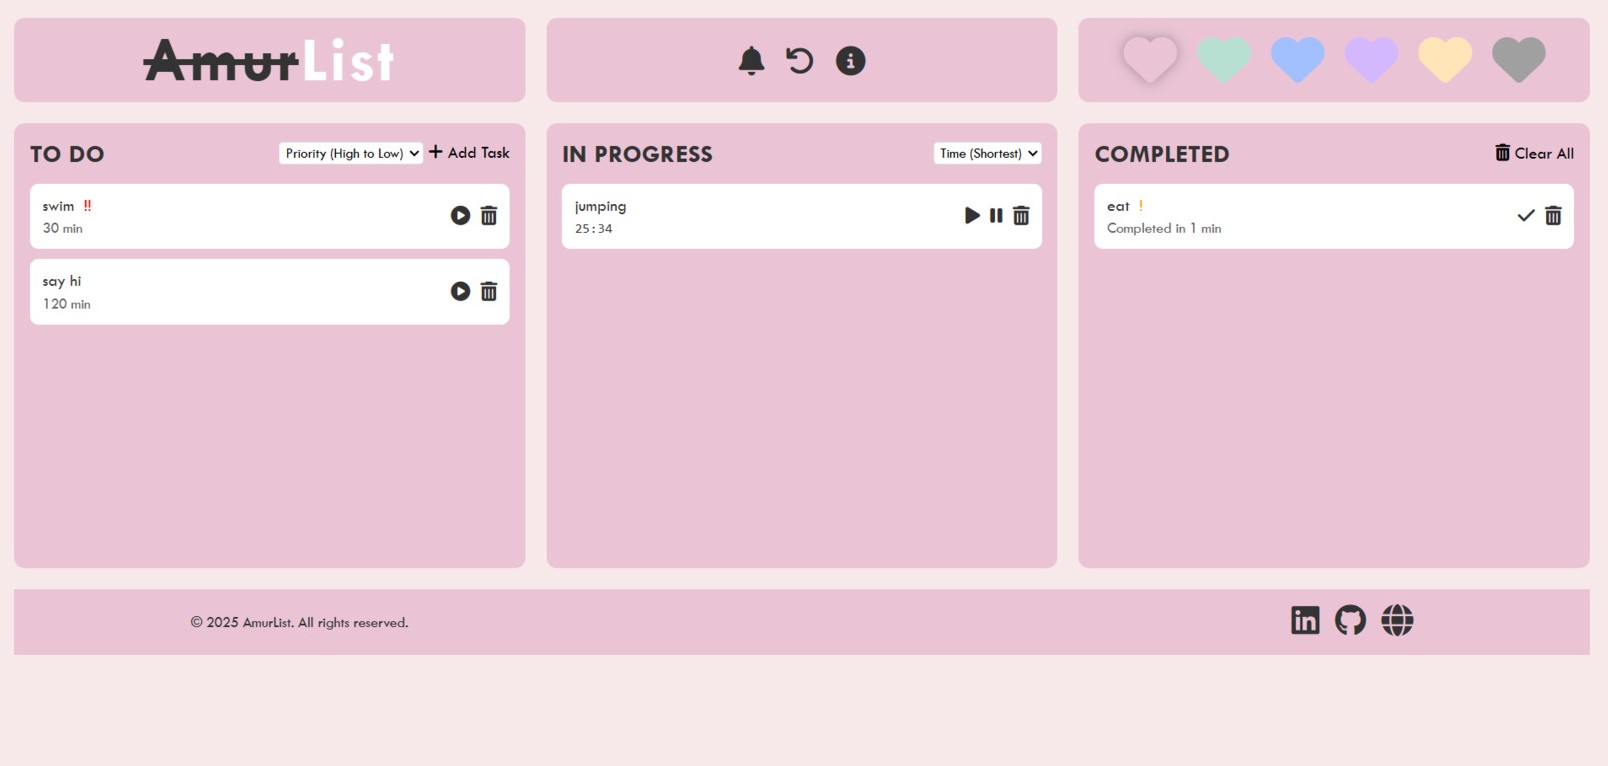 AmurList
TO DO
Priority (High to Low)
Add Task
swim !!
30 min
say hi
120 min
IN PROGRESS
Time (Shortest)
jumping
25:34
COMPLETED
Clear All
eat !
Completed in 1 min
© 2025 AmurList. All rights reserved.
in